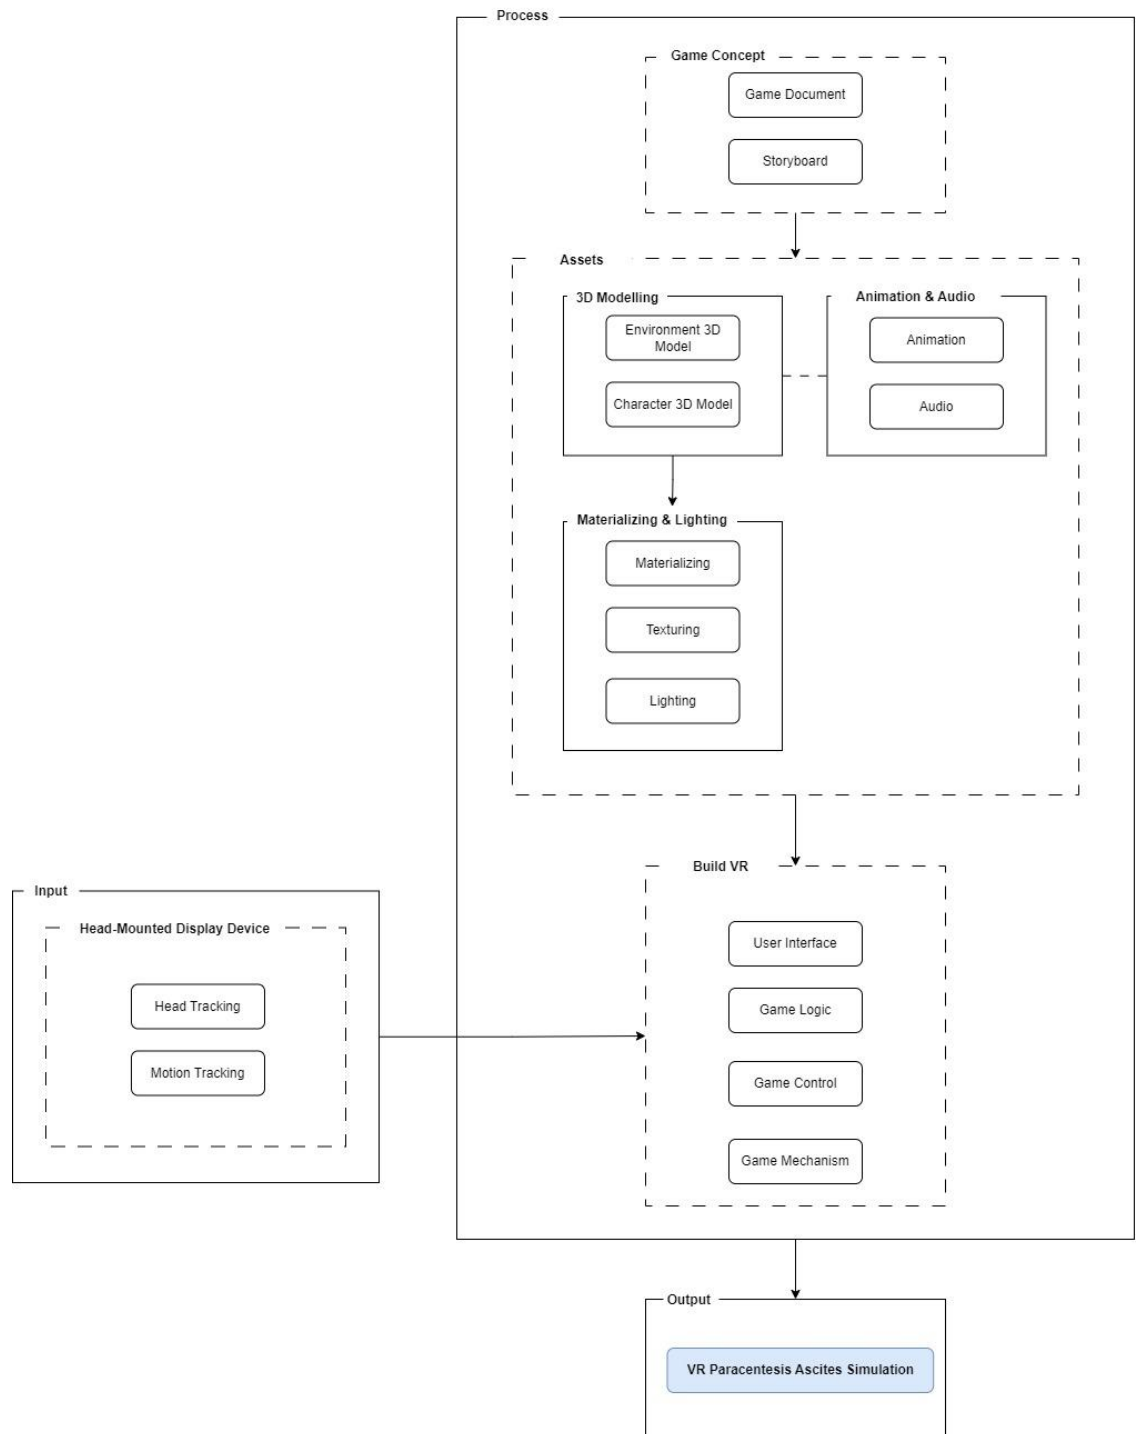 Process
Game Concept
Game Document
Storyboard
Assets
3D Modelling
Environment 3D
Model
Character 3D Model
Animation & Audio
Animation
Audio
Materializing & Lighting
Materializing
Texturing
Lighting
Build VR
User Interface
Game Logic
Game Control
Game Mechanism
Input
Head-Mounted Display Device
Head Tracking
Motion Tracking
Output
VR Paracentesis Ascites Simulation